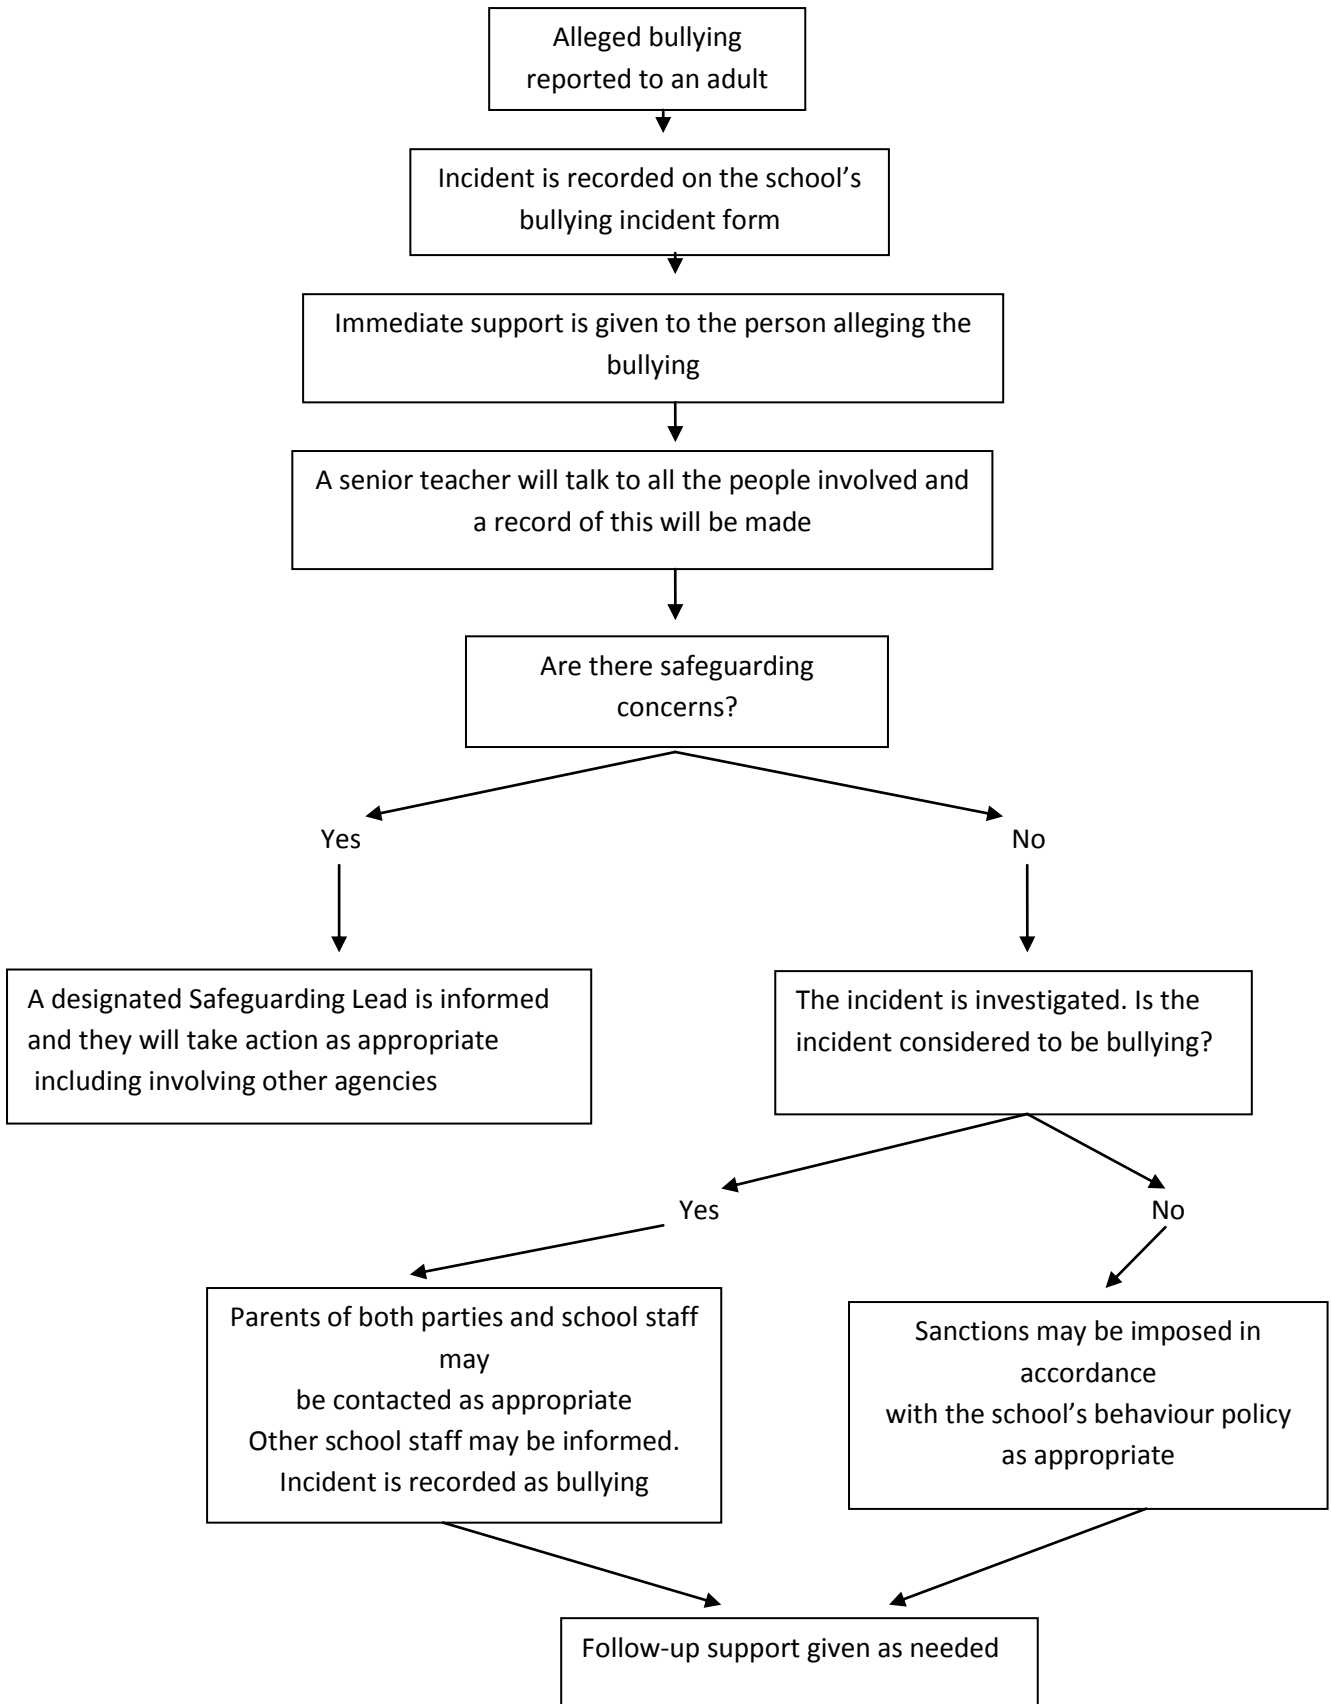 Alleged bullying
reported to an adult
Incident is recorded on the school’s
bullying incident form
Immediate support is given to the person alleging the
bullying
A senior teacher will talk to all the people involved and
a record of this will be made
Are there safeguarding
concerns?
Yes
No
A designated Safeguarding Lead is informed
and they will take action as appropriate
including involving other agencies
The incident is investigated. Is the
incident considered to be bullying?
Yes
No
Parents of both parties and school staff
may
be contacted as appropriate
Other school staff may be informed.
Incident is recorded as bullying
Sanctions may be imposed in
accordance
with the school’s behaviour policy
as appropriate
Follow-up support given as needed